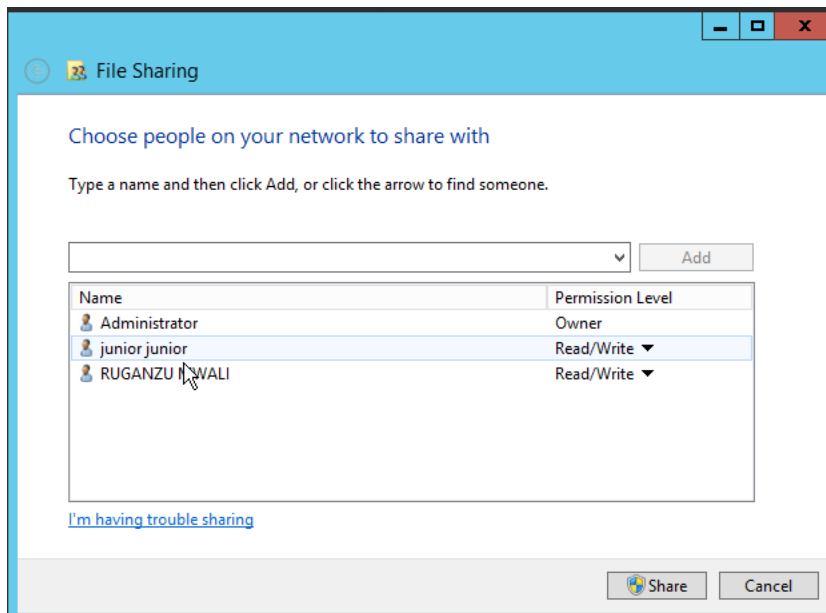 File Sharing
Choose people on your network to share with
Type a name and then click Add, or click the arrow to find someone.
Add
Name Permission Level
Administrator Owner
junior junior Read/Write
RUGANZU Read/Write
I'm having trouble sharing
Share Cancel